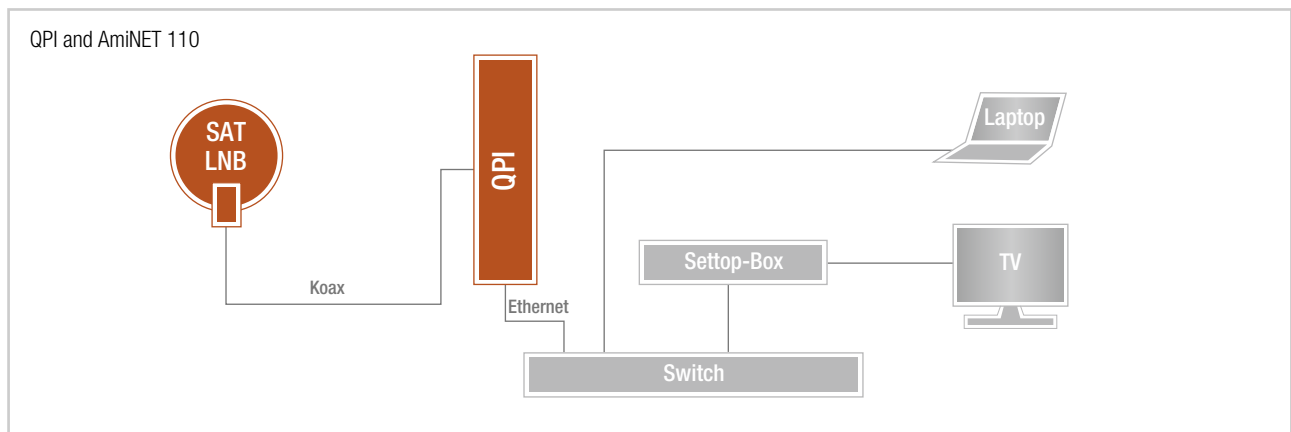 QPI and AmiNET 110
SAT
LNB
QPI
Laptop
Settop-Box
TV
Koax
Ethernet
Switch